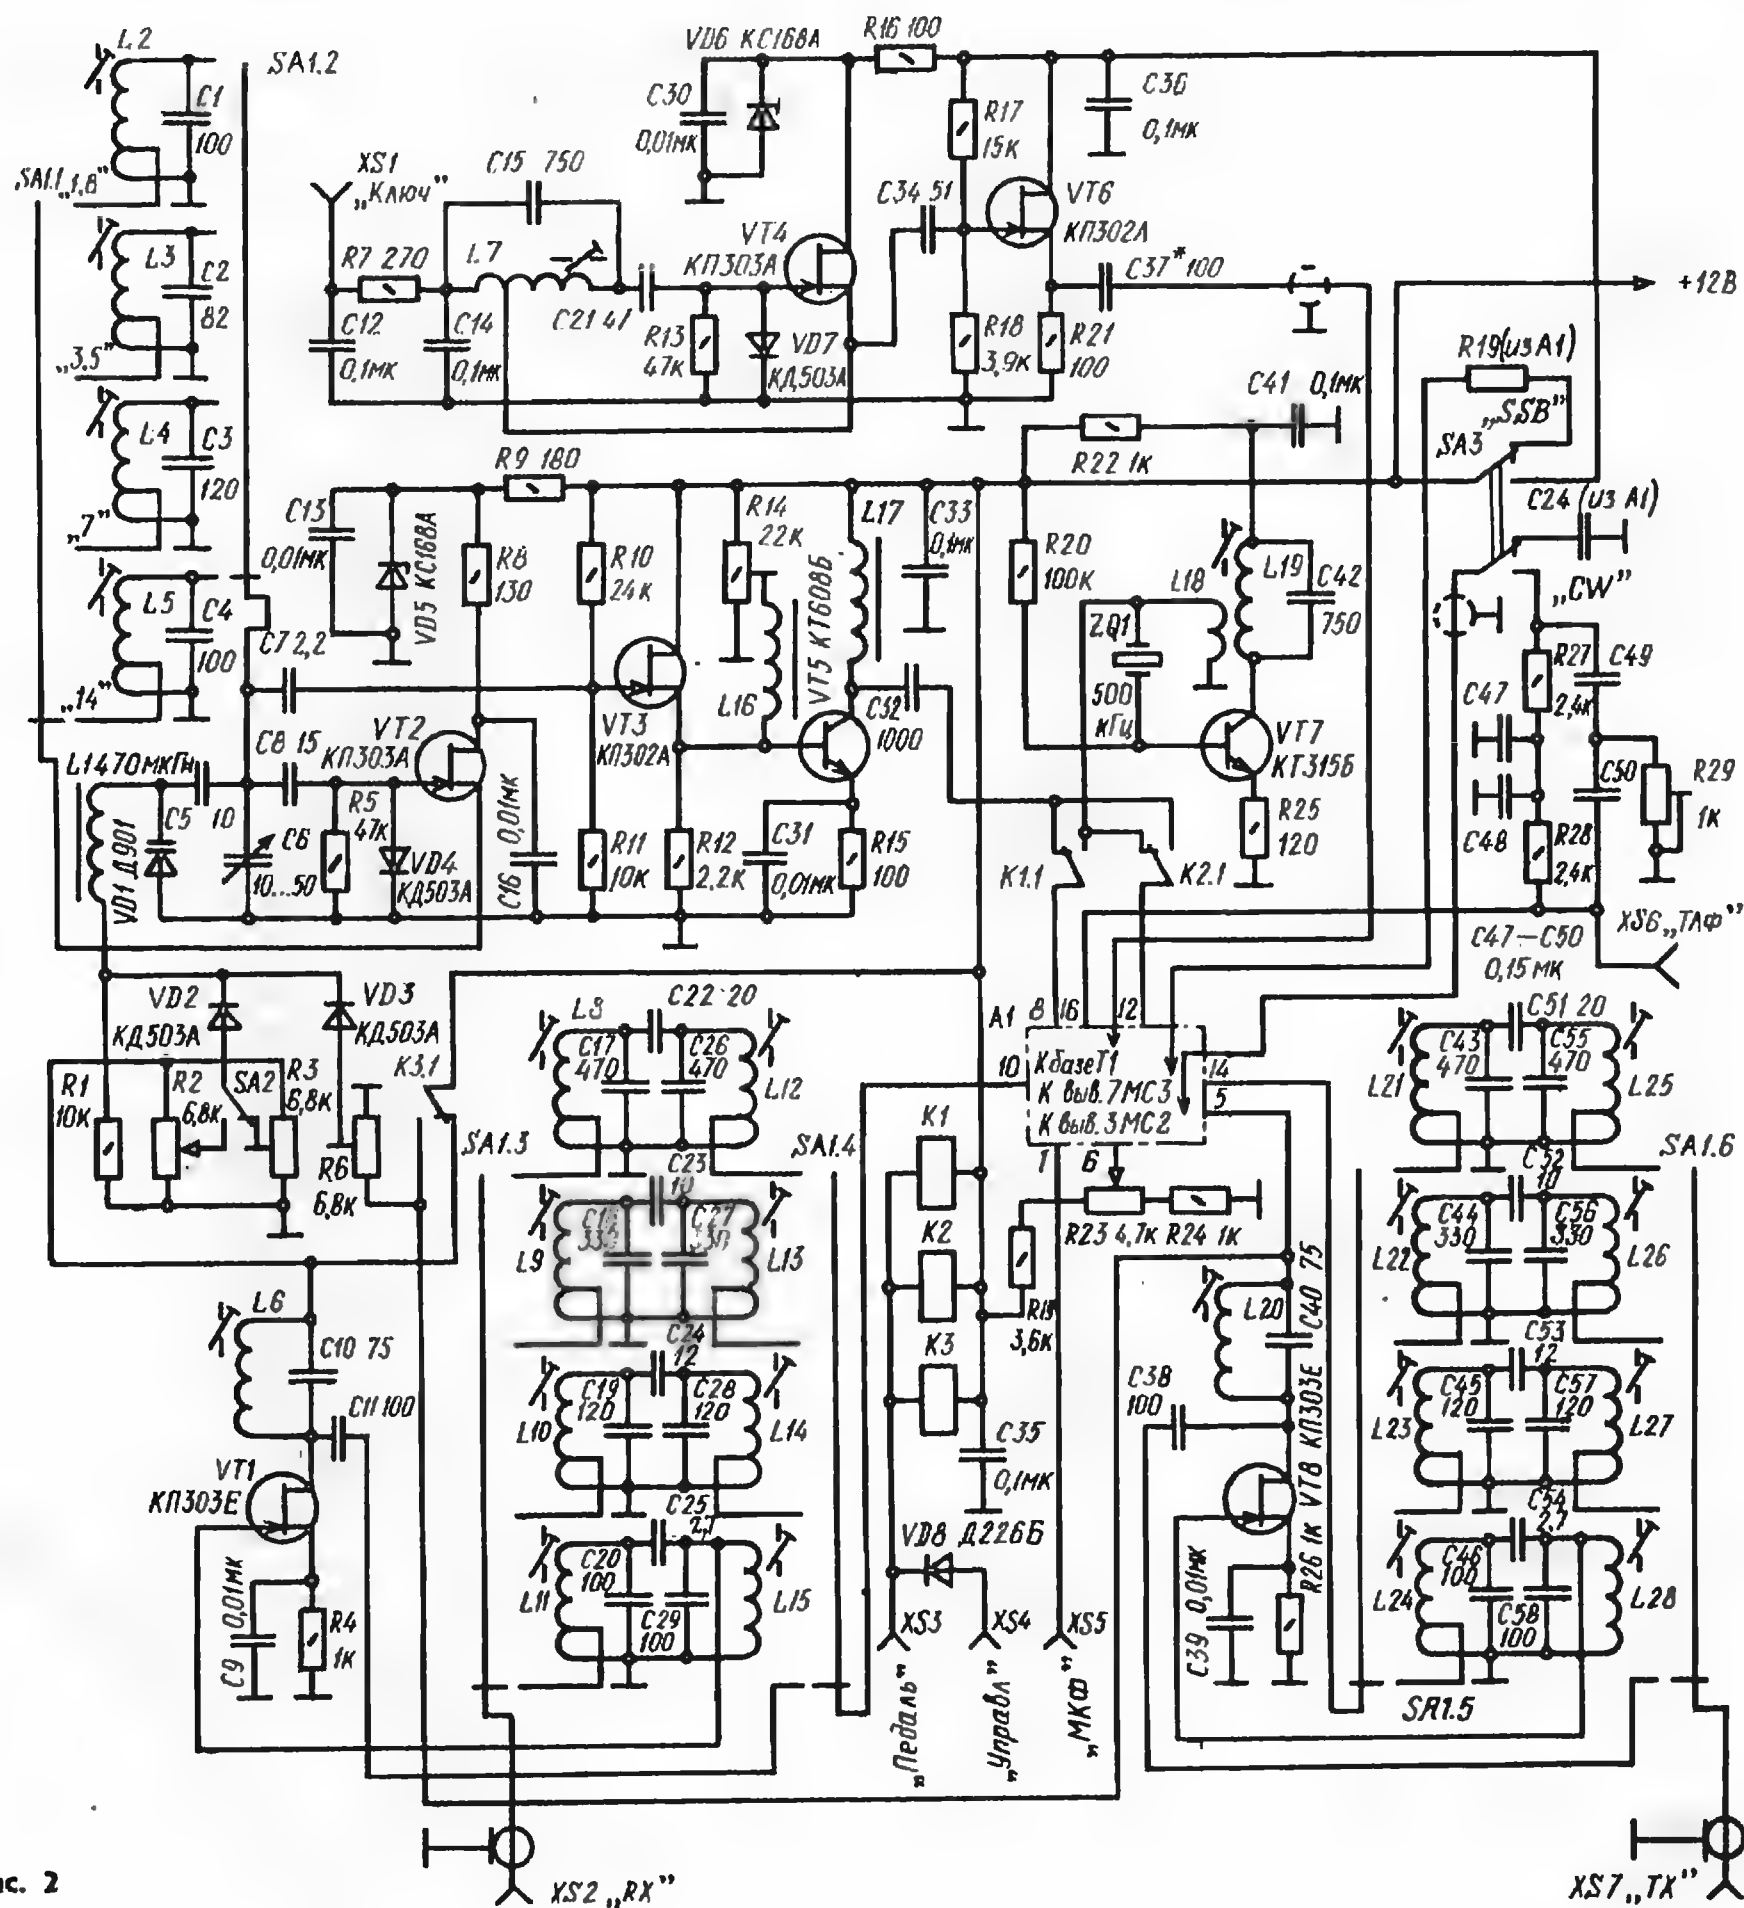 L2
SA1.2
C1
100
SA1.1 „1,8”
L3
C2
82
„3,5”
L4
C3
120
„7”
L5
C4
100
„14”
XS1
„Ключ”
R7 270
C12
0,1мк
C14
0,1мк
C15 750
L7
C21 47
R13
47к
VD7
КД503А
VT4
КП303А
VD6 КС168А
C30
0,01мк
R16 100
R17
15к
C36
0,1мк
C34 51
VT6
КП302А
C37* 100
R18
3,9к
R21
100
+12В
R19 (из А1)
„SSB”
SA3
C24 (из А1)
„CW”
C41 0,1мк
R22 1к
R9 180
C13
0,01мк
VD5 КС168А
R8
130
R10
24к
R14
22к
L17
C33
0,1мк
R20
100к
ZQ1
500
кГц
L18
L19
C42
750
C7 2,2
VT3
КП302А
L16
VT5 КТ608Б
C32
1000
VT7
КТ315Б
R25
120
R27
2,4к
C49
C47
C48
R28
2,4к
C50
R29
1к
L1 470мкГн
C8 15
VT2
КП303А
C5
10
VD1 Д901
C6
10...50
R5
47к
VD4
КД503А
C16 0,01мк
R11
10к
R12
2,2к
C31
0,01мк
R15
100
K1.1
K2.1
XS6 „ТЛФ”
C47—C50
0,15мк
VD2
КД503А
VD3
КД503А
K3.1
R1
10к
R2
6,8к
SA2
R3
6,8к
R6
6,8к
L8
C22 20
C17
470
C26
470
L12
SA1.3
SA1.4
C23
10
L9
C18
330
C27
330
L13
C24
12
L10
C19
120
C28
120
L14
C25
2,7
L11
C20
100
C29
100
L15
A1
8
16
12
10
К базе Т1
К выв. 7МС3
К выв. 3МС2
14
5
1
6
K1
K2
K3
R23 4,7к
R24 1к
3,6к
C35
0,1мк
VD8 Д226Б
XS3
„Педаль”
XS4
„Управл”
XS5
„МКФ”
L6
C10 75
C11 100
VT1
КП303Е
C9 0,01мк
R4
1к
L20
C40 75
C38
100
VT8 КП303Е
C39 0,01мк
R26 1к
C51 20
L21
C43
470
C55
470
L25
SA1.6
C52
10
L22
C44
330
C56
330
L26
C53
12
L23
C45
120
C57
120
L27
C54
2,7
L24
C46
100
C58
100
L28
SA1.5
XS2 „RX”
XS7 „TX”
ис. 2